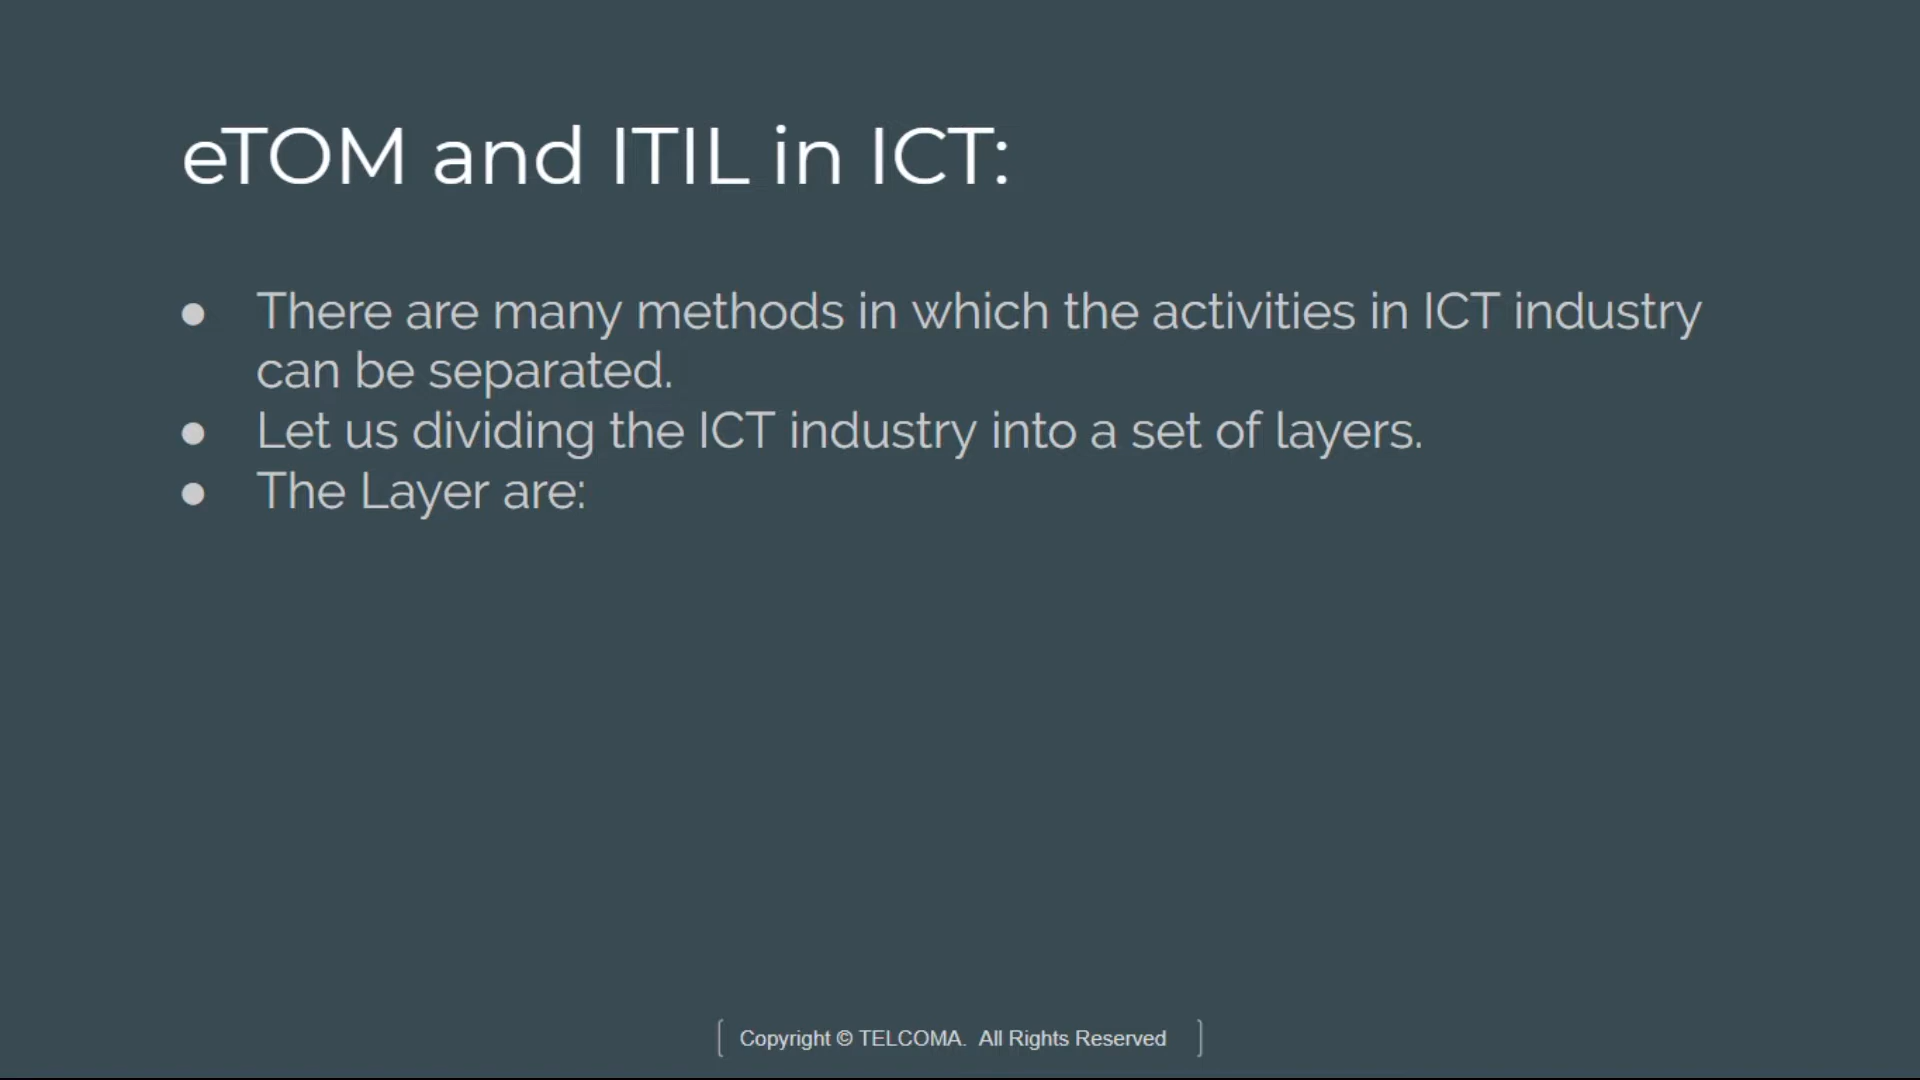 eTOM and ITIL in ICT:
● There are many methods in which the activities in ICT industry
can be separated.
● Let us dividing the ICT industry into a set of layers.
● The Layer are:
[ Copyright © TELCOMA. All Rights Reserved ]